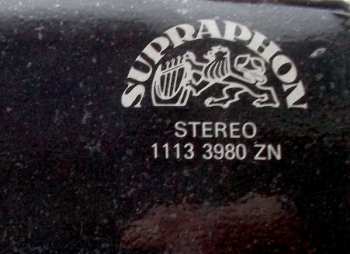 SUPRAPHON
STEREO
1113 3980 ZN